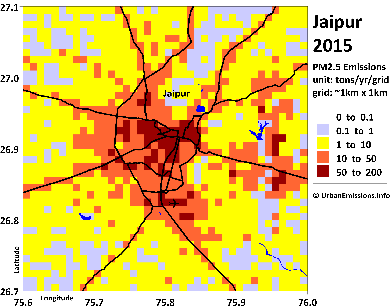 Jaipur
2015
PM2.5 Emissions
unit: tons/yr/grid
grid: ~1km x 1km
0 to 0.1
0.1 to 1
1 to 10
10 to 50
50 to 200
© UrbanEmissions.Info
27.1
27.0
26.9
26.8
26.7
Jaipur
Latitude
Longitude
75.6
75.7
75.8
75.9
76.0